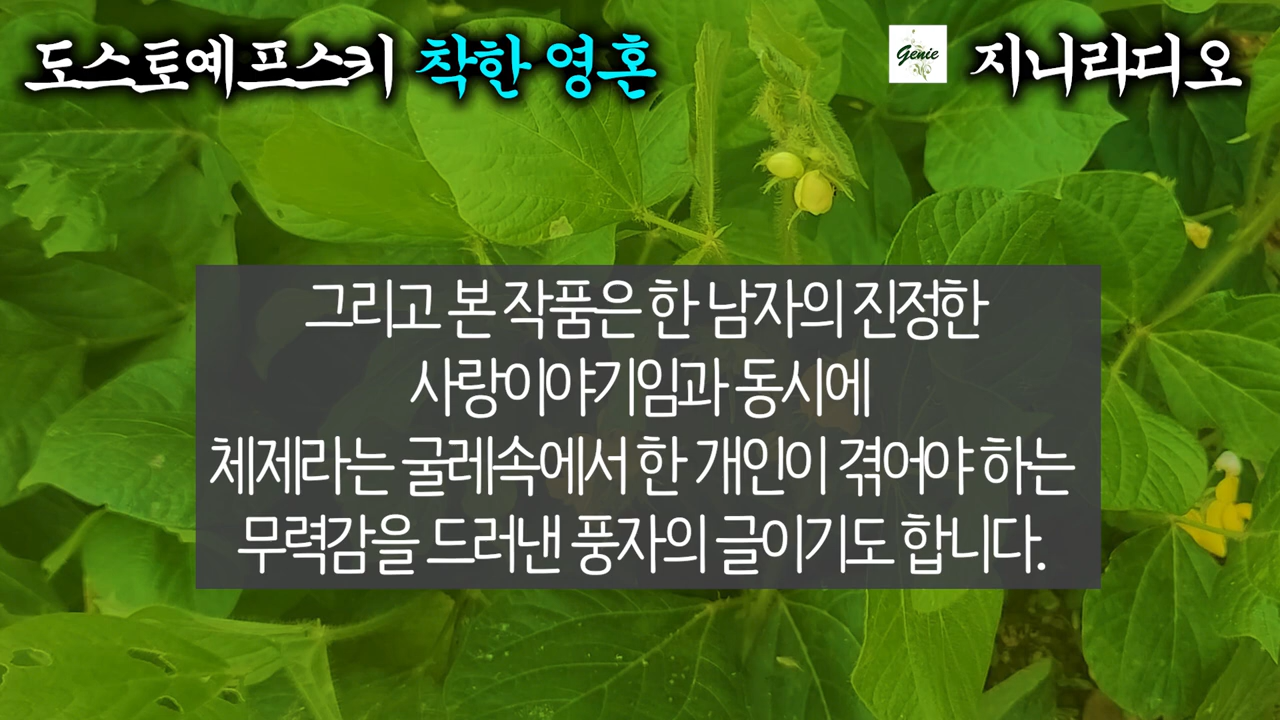 도스토예프스키 착한 영혼
Genie 지니라디오
그리고 본 작품은 한 남자의 진정한
사랑이야기임과 동시에
체제라는 굴레속에서 한 개인이 겪어야 하는
무력감을 드러낸 풍자의 글이기도 합니다.